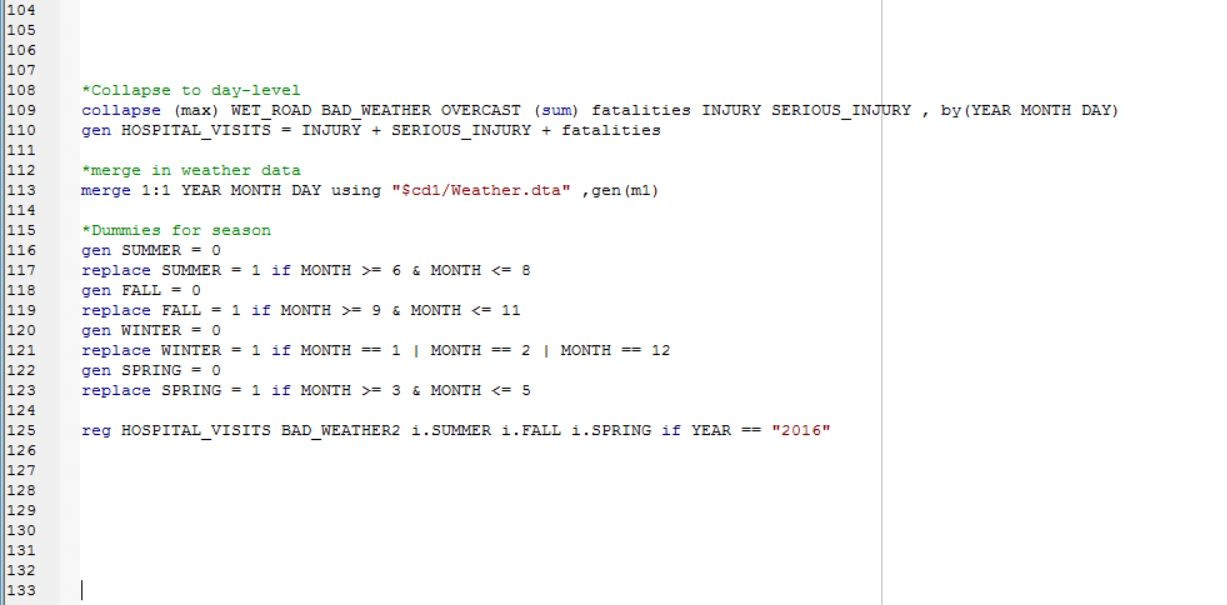 104
105
106
107
108 *Collapse to day-level
109 collapse (max) WET_ROAD BAD_WEATHER OVERCAST (sum) fatalities INJURY SERIOUS_INJURY , by(YEAR MONTH DAY)
110 gen HOSPITAL_VISITS = INJURY + SERIOUS_INJURY + fatalities
111
112 *merge in weather data
113 merge 1:1 YEAR MONTH DAY using "$cd1/Weather.dta" ,gen(m1)
114
115 *Dummies for season
116 gen SUMMER = 0
117 replace SUMMER = 1 if MONTH >= 6 & MONTH <= 8
118 gen FALL = 0
119 replace FALL = 1 if MONTH >= 9 & MONTH <= 11
120 gen WINTER = 0
121 replace WINTER = 1 if MONTH == 1 | MONTH == 2 | MONTH == 12
122 gen SPRING = 0
123 replace SPRING = 1 if MONTH >= 3 & MONTH <= 5
124
125 reg HOSPITAL_VISITS BAD_WEATHER2 i.SUMMER i.FALL i.SPRING if YEAR == "2016"
126
127
128
129
130
131
132
133